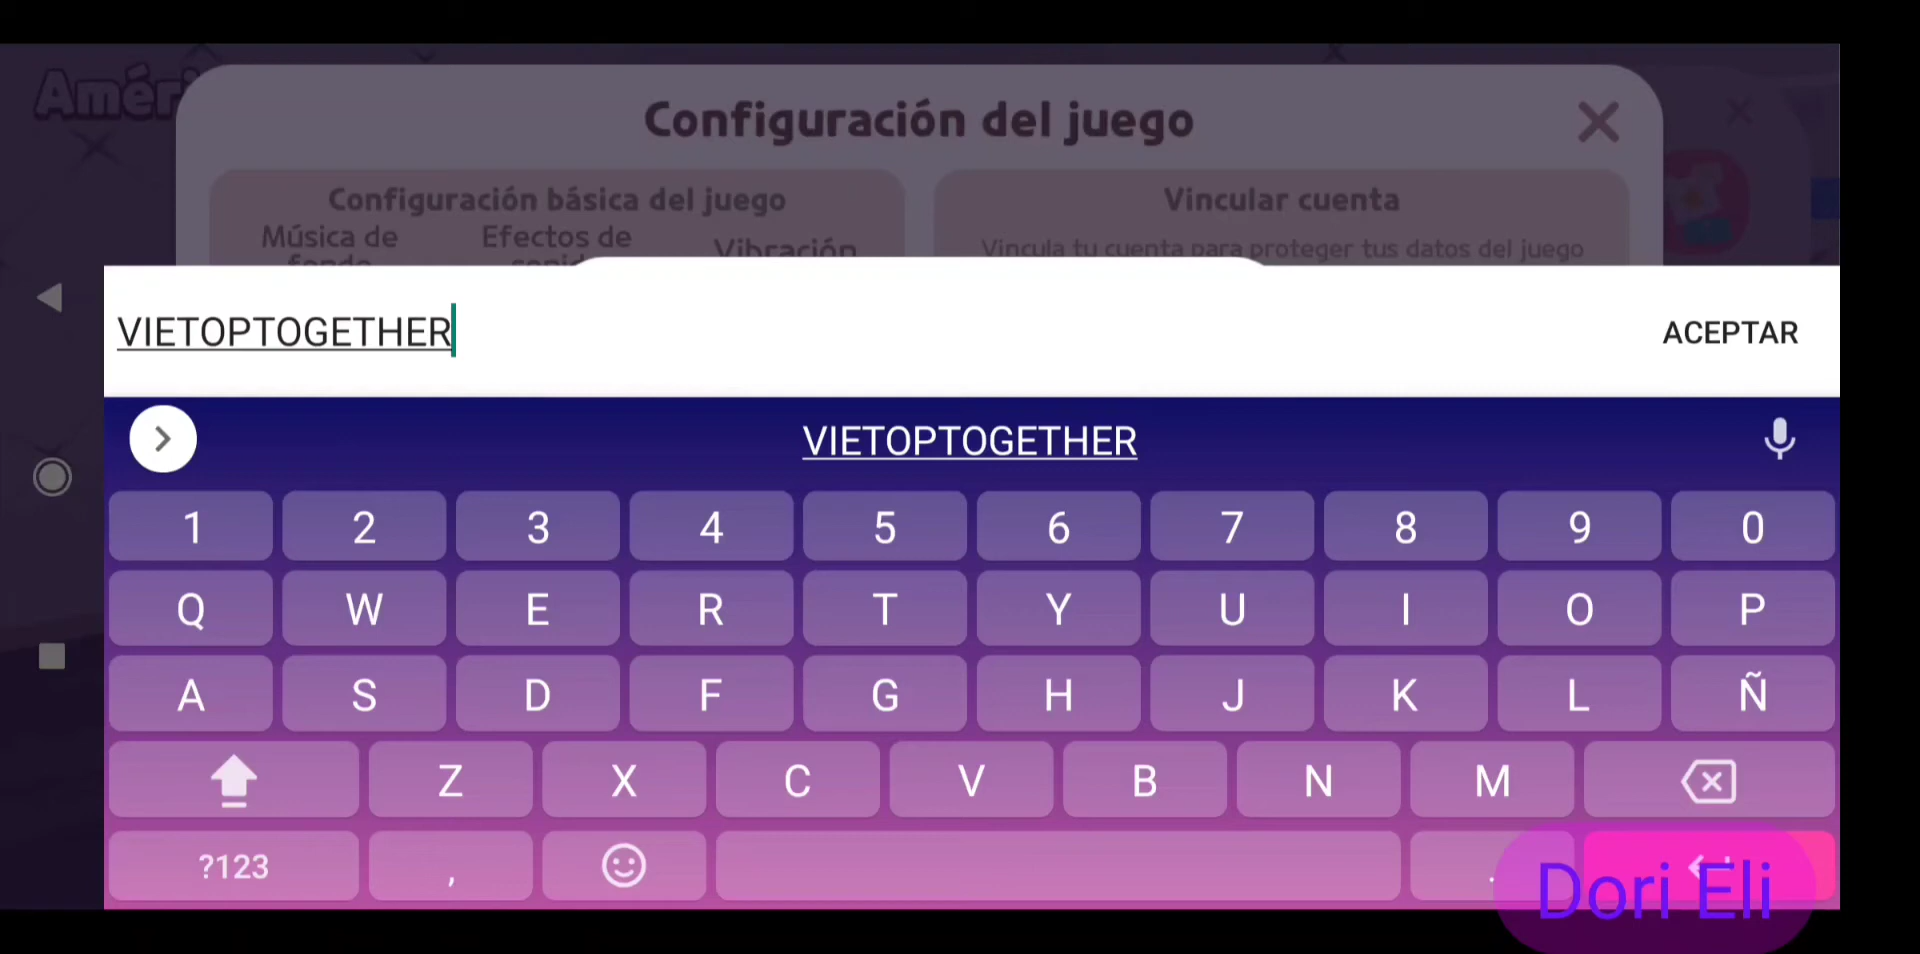 Améri
Configuración del juego
Configuración básica del juego
Vincular cuenta
Música de
Efectos de
Vibración
Vincula tu cuenta para proteger tus datos del juego
fondo
VIETOPTOGETHER
ACEPTAR
VIETOPTOGETHER
1 2 3 4 5 6 7 8 9 0
Q W E R T Y U I O P
A S D F G H J K L Ñ
Z X C V B N M
?123 , .
Dori Eli